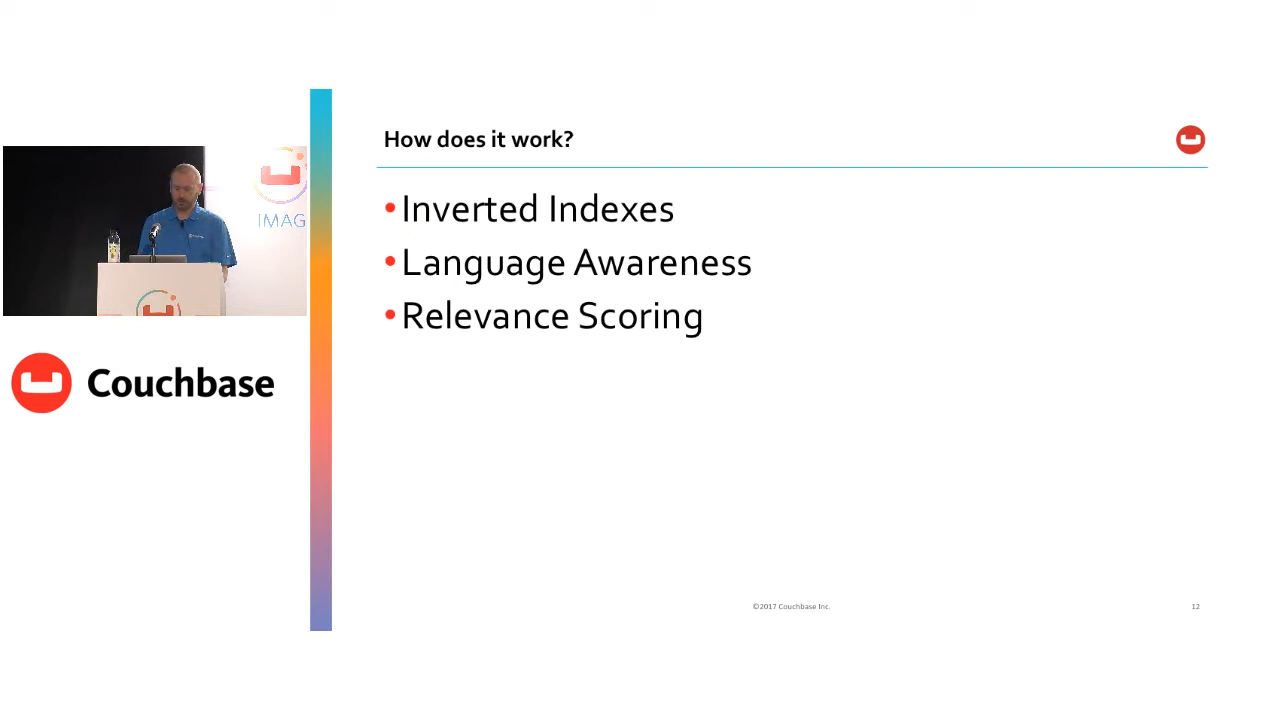 How does it work?
•Inverted Indexes
•Language Awareness
•Relevance Scoring
IMAG
Couchbase
©2017 Couchbase Inc.
12